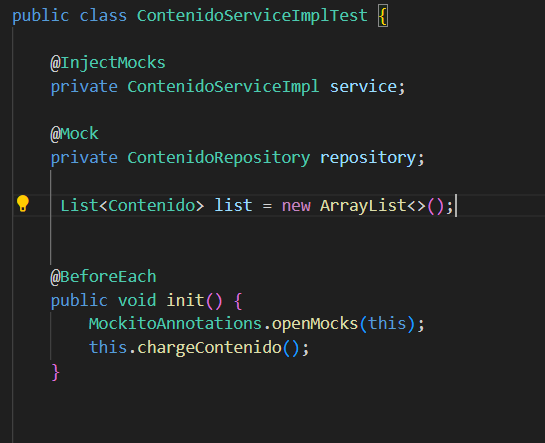 public class ContenidoServiceImplTest {
@InjectMocks
private ContenidoServiceImpl service;
@Mock
private ContenidoRepository repository;
List<Contenido> list = new ArrayList<>();
@BeforeEach
public void init() {
MockitoAnnotations.openMocks(this);
this.chargeContenido();
}